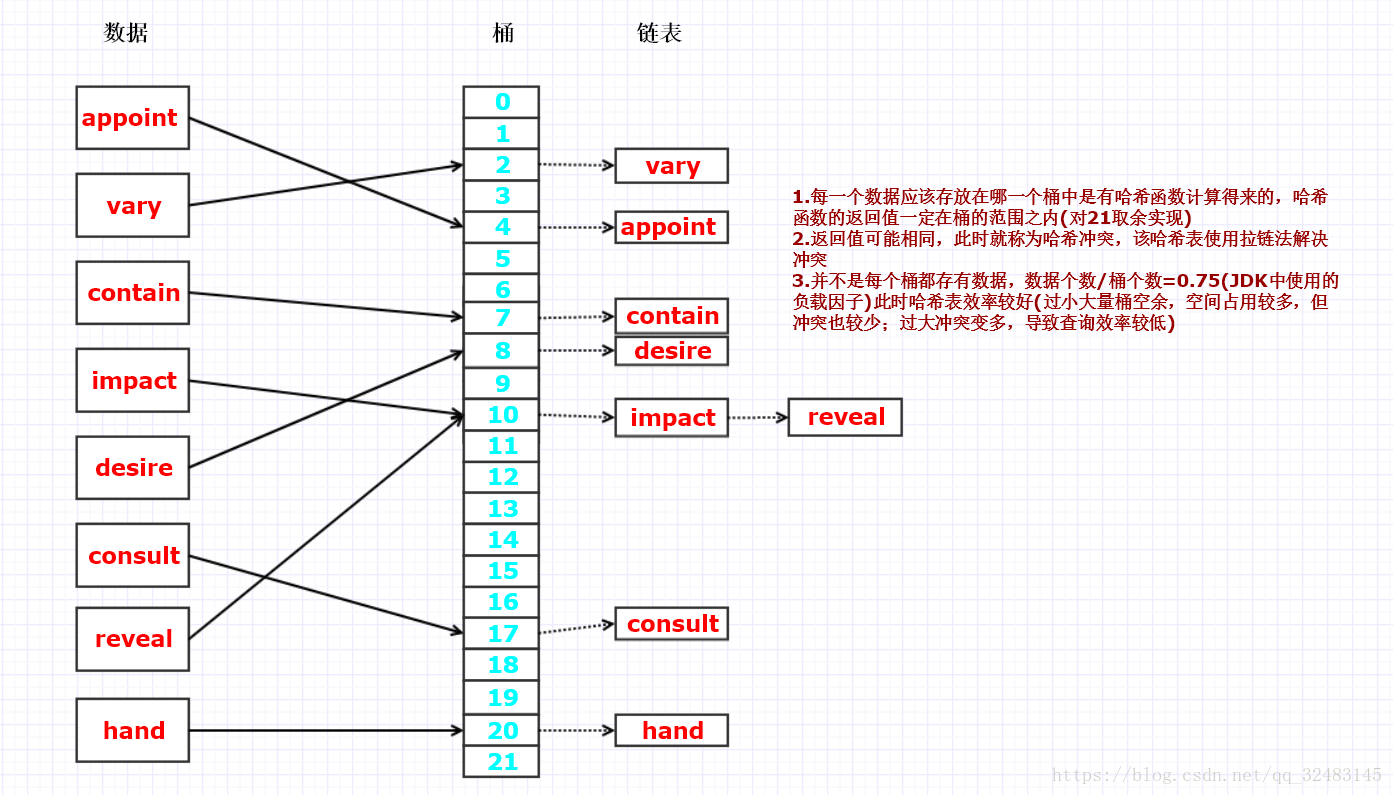 数据 桶 链表
appoint
vary
contain
impact
desire
consult
reveal
hand
0
1
2
3
4
5
6
7
8
9
10
11
12
13
14
15
16
17
18
19
20
21
vary
appoint
contain
desire
impact reveal
consult
hand
1.每一个数据应该存放在哪一个桶中是有哈希函数计算得来的，哈希
函数的返回值一定在桶的范围之内(对21取余实现)
2.返回值可能相同，此时就称为哈希冲突，该哈希表使用拉链法解决
冲突
3.并不是每个桶都存有数据，数据个数/桶个数=0.75(JDK中使用的
负载因子)此时哈希表效率较好(过小大量桶空余，空间占用较多，但
冲突也较少；过大冲突变多，导致查询效率较低)
https://blog.csdn.net/qq_32483145